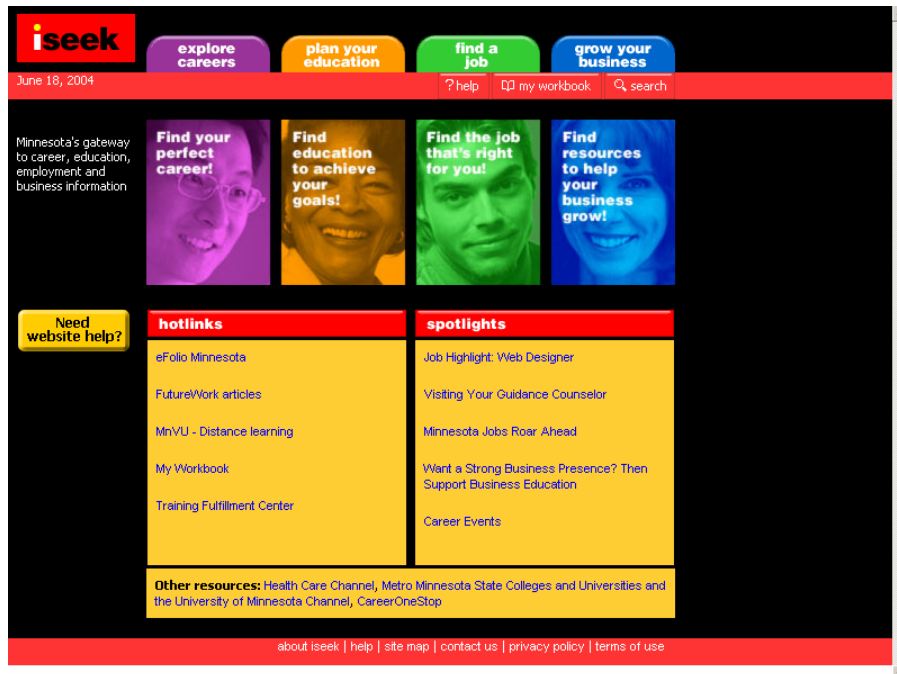 iseek
explore
careers
plan your
education
find a
job
grow your
business
June 18, 2004
? help
my workbook
search
Minnesota's gateway
to career, education,
employment and
business information
Find your
perfect
career!
Find
education
to achieve
your
goals!
Find the job
that's right
for you!
Find
resources
to help
your
business
grow!
Need
website help?
hotlinks
eFolio Minnesota
FutureWork articles
MnVU - Distance learning
My Workbook
Training Fulfillment Center
spotlights
Job Highlight: Web Designer
Visiting Your Guidance Counselor
Minnesota Jobs Roar Ahead
Want a Strong Business Presence? Then
Support Business Education
Career Events
Other resources: Health Care Channel, Metro Minnesota State Colleges and Universities and
the University of Minnesota Channel, CareerOneStop
about iseek | help | site map | contact us | privacy policy | terms of use